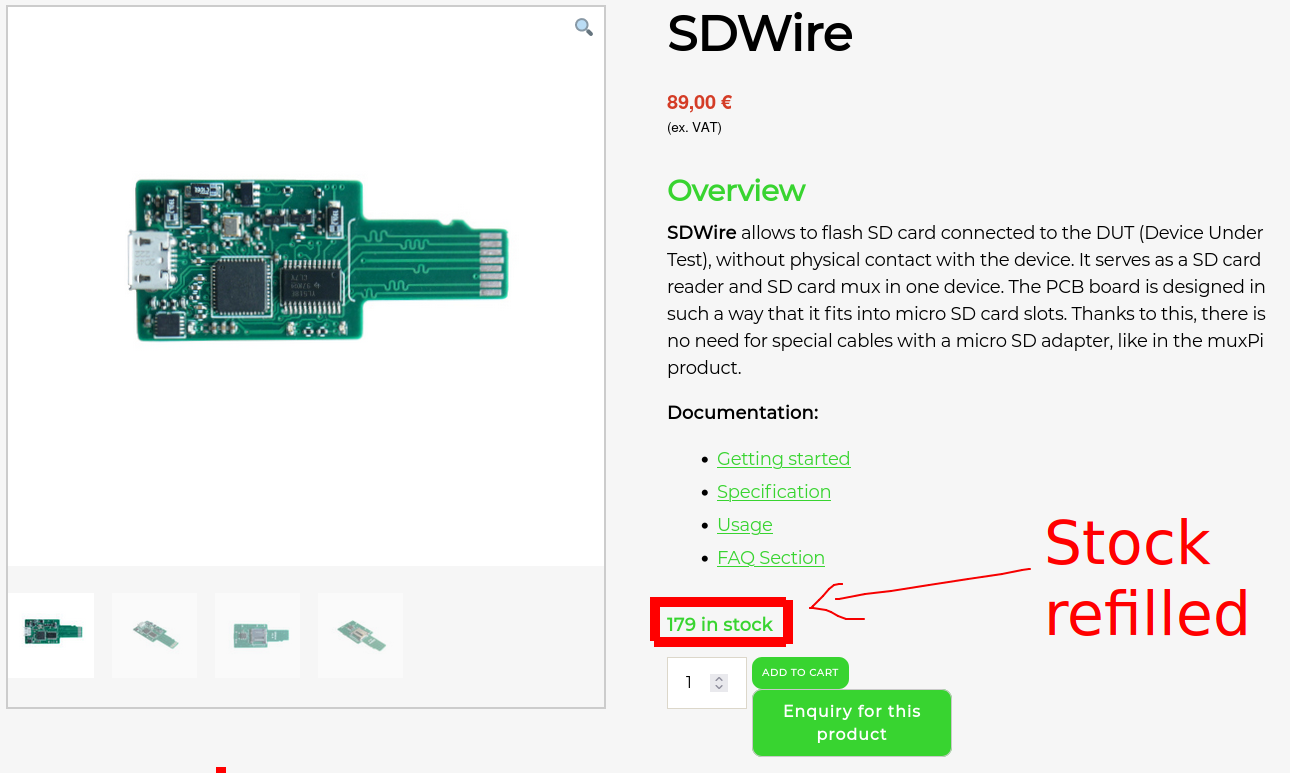 SDWire
89,00 €
(ex. VAT)
Overview
SDWire allows to flash SD card connected to the DUT (Device Under
Test), without physical contact with the device. It serves as a SD card
reader and SD card mux in one device. The PCB board is designed in
such a way that it fits into micro SD card slots. Thanks to this, there is
no need for special cables with a micro SD adapter, like in the muxPi
product.
Documentation:
Getting started
Specification
Usage
FAQ Section
Stock
refilled
179 in stock
1
ADD TO CART
Enquiry for this
product